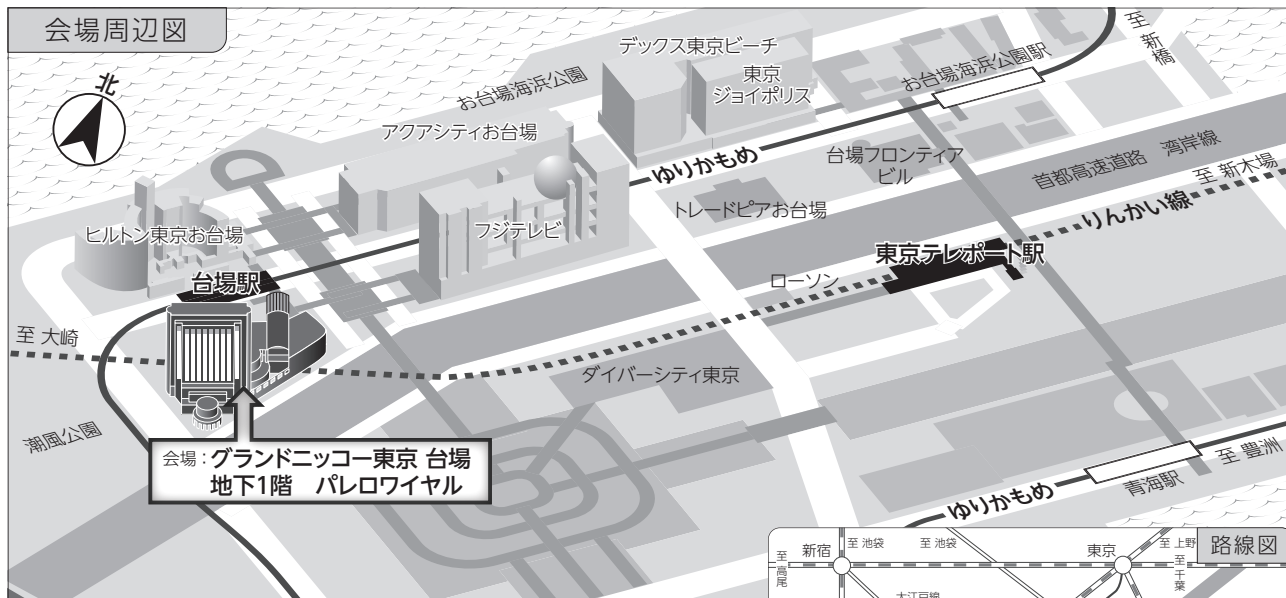 会場周辺図
北
デックス東京ビーチ
東京
ジョイポリス
お台場海浜公園
お台場海浜公園駅
至 新橋
アクアシティお台場
ゆりかもめ
台場フロンティア
ビル
首都高速道路 湾岸線
至 新木場
りんかい線
トレードピアお台場
フジテレビ
ヒルトン東京お台場
台場駅
東京テレポート駅
ローソン
至 大崎
ダイバーシティ東京
潮風公園
会場:グランドニッコー東京 台場
地下1階 パレロワイヤル
至 豊洲
青海駅
ゆりかもめ
路線図
至 高尾
新宿
至 池袋
至 池袋
東京
至 上野
至 千葉
大江戸線